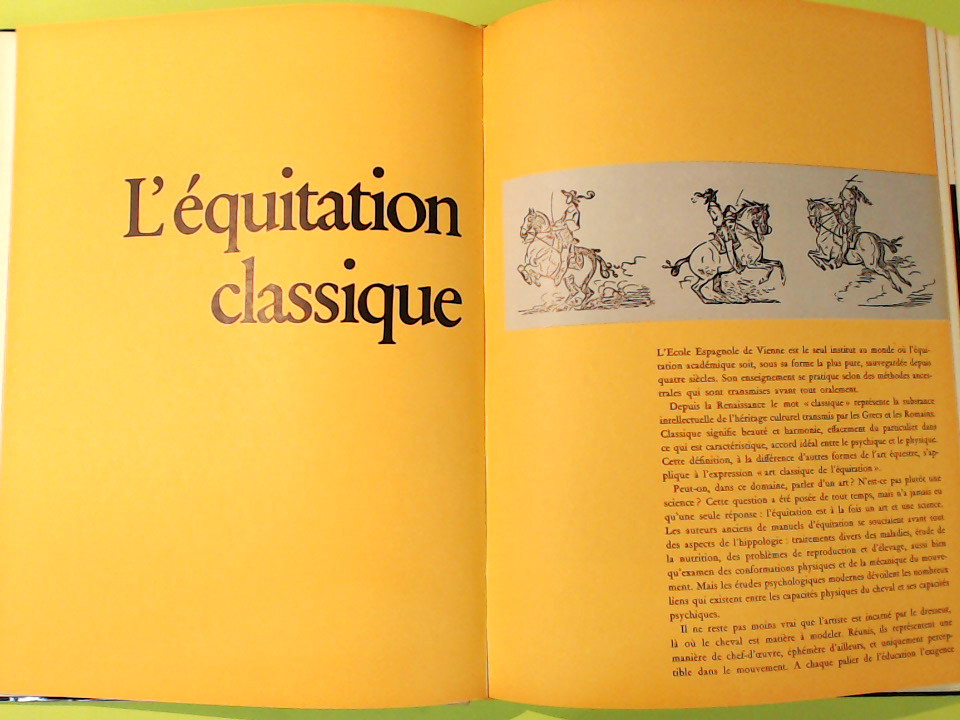 L'équitation
classique
L'Ecole Espagnole de Vienne est le seul institut au monde où l'équi-
tation académique soit, sous sa forme la plus pure, sauvegardée depuis
quatre siècles. Son enseignement se pratique selon des méthodes ances-
trales qui sont transmises avant tout oralement.
Depuis la Renaissance le mot « classique » représente la substance
intellectuelle de l'héritage culturel transmis par les Grecs et les Romains.
Classique signifie beauté et harmonie, effacement du particulier dans
ce qui est caractéristique, accord idéal entre le psychique et le physique.
Cette définition, à la différence d'autres formes de l'art équestre, s'ap-
plique à l'expression « art classique de l'équitation ».
Peut-on, dans ce domaine, parler d'un art ? N'est-ce pas plutôt une
science ? Cette question a été posée de tout temps, mais n'a jamais eu
qu'une seule réponse : l'équitation est à la fois un art et une science.
Les auteurs anciens de manuels d'équitation se souciaient avant tout
des aspects de l'hippologie : traitements divers des maladies, étude de
la nutrition, des problèmes de reproduction et d'élevage, aussi bien
qu'examen des conformations physiques et de la mécanique du mouve-
ment. Mais les études psychologiques modernes dévoilent les nombreux
liens qui existent entre les capacités physiques du cheval et ses capacités
psychiques.
Il ne reste pas moins vrai que l'artiste est incarné par le dresseur,
là où le cheval est matière à modeler. Réunis, ils représentent une
manière de chef-d'œuvre, éphémère d'ailleurs, et uniquement percep-
tible dans le mouvement. A chaque palier de l'éducation l'exigence